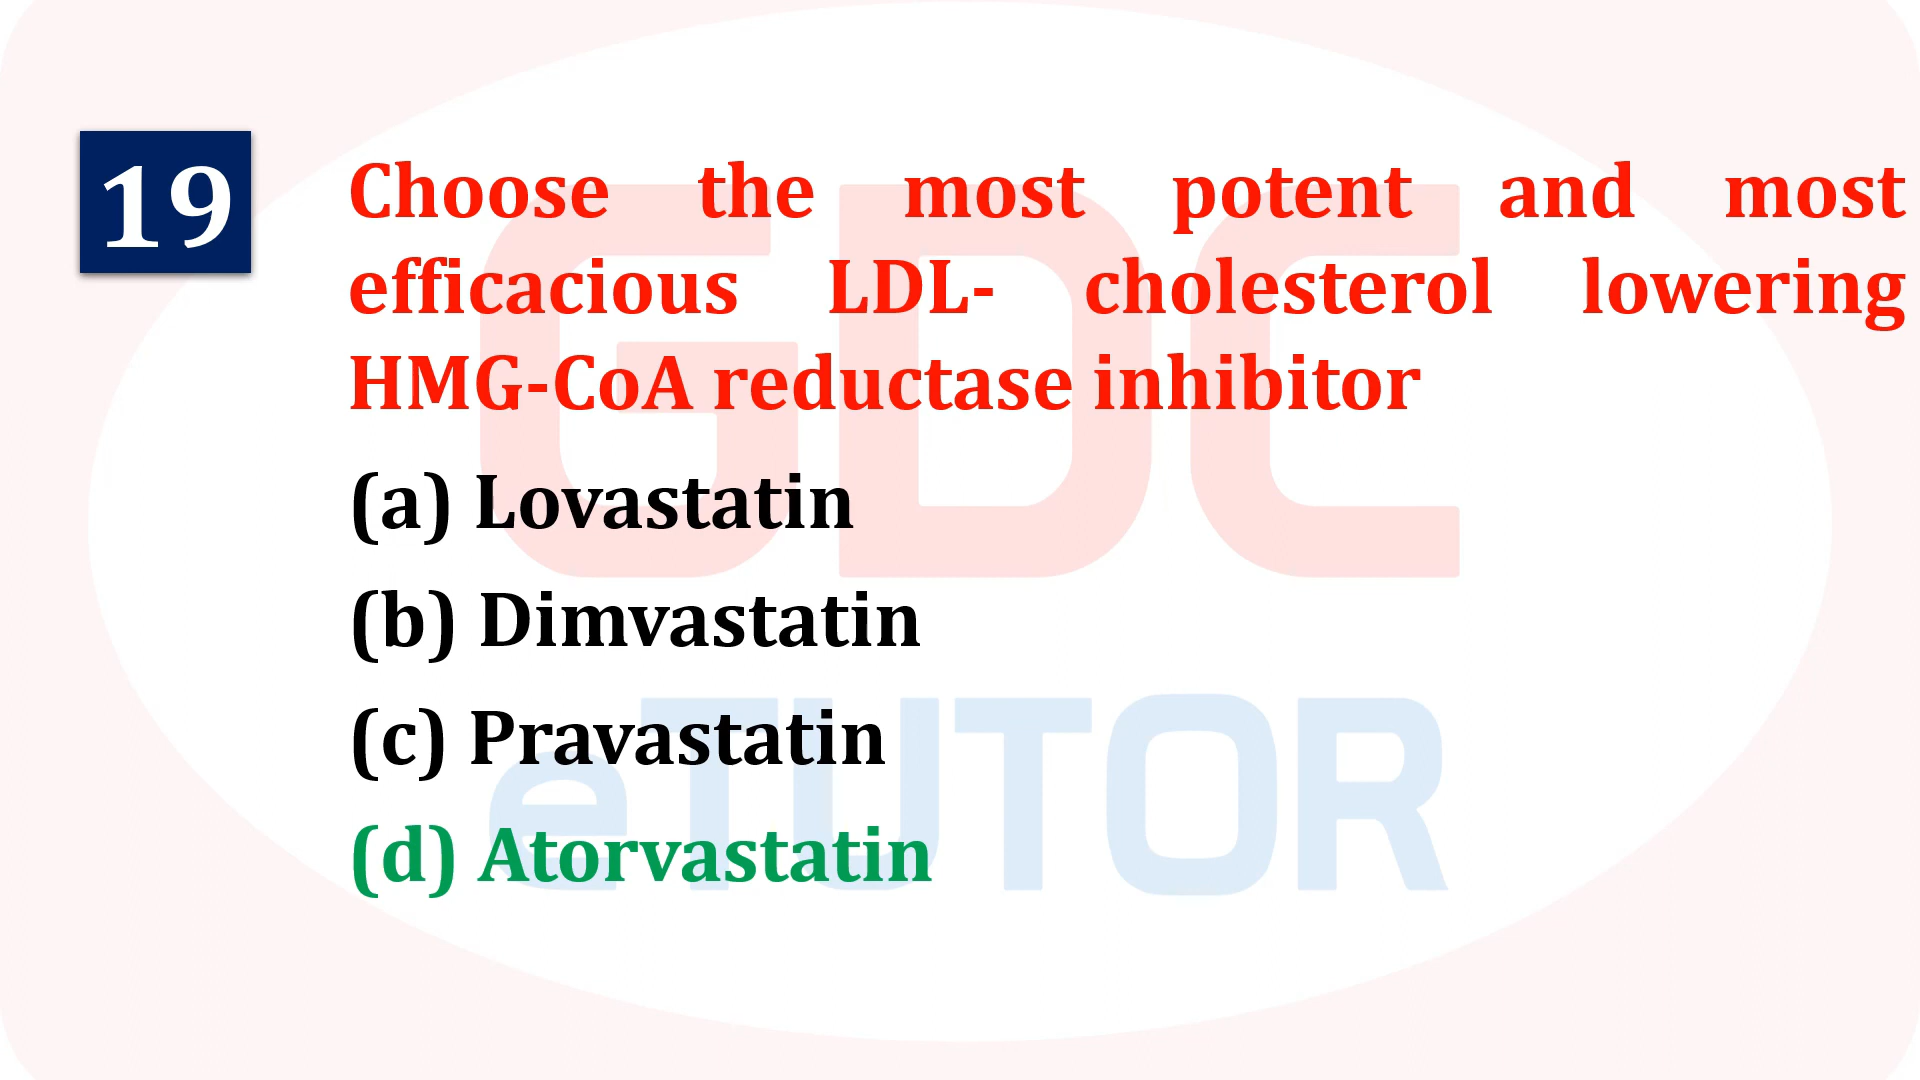 19
Choose the most potent and most
efficacious LDL- cholesterol lowering
HMG-CoA reductase inhibitor
(a) Lovastatin
(b) Dimvastatin
(c) Pravastatin
(d) Atorvastatin
GDC
eTUTOR